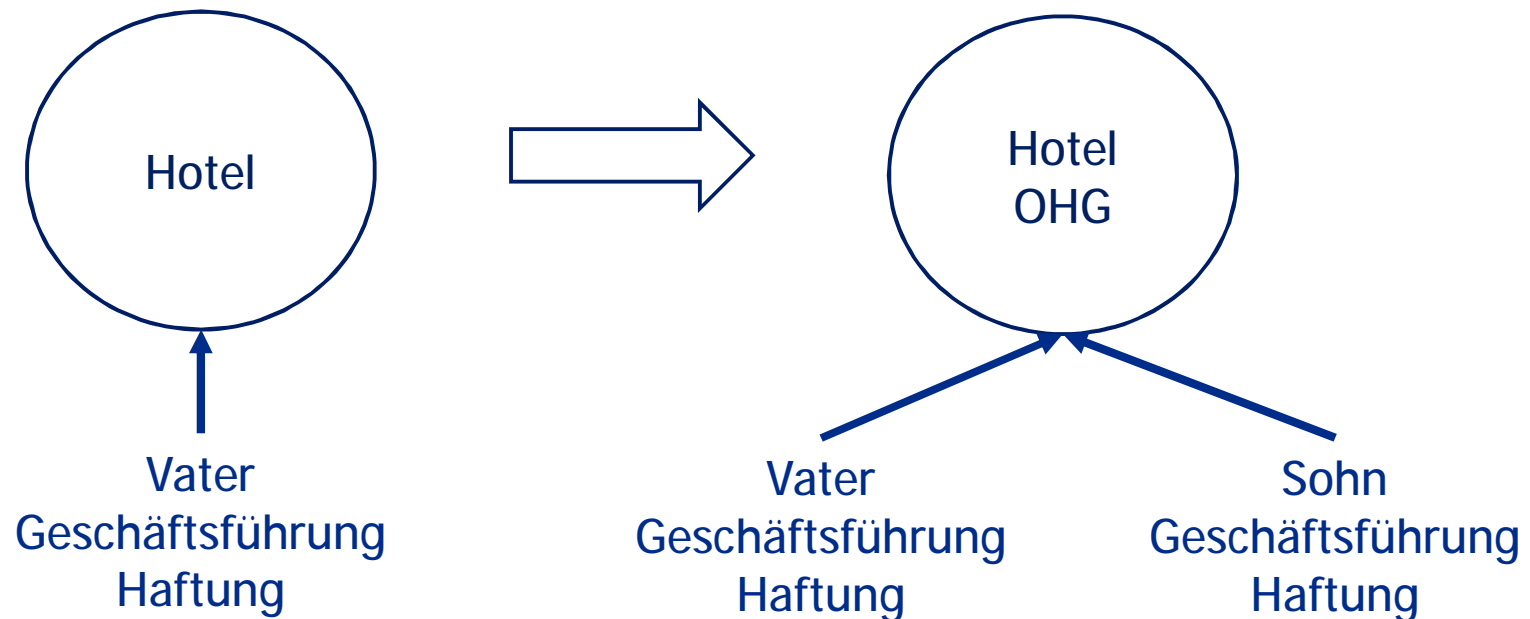 Hotel
Hotel
OHG
Vater
Geschäftsführung
Haftung
Vater
Geschäftsführung
Haftung
Sohn
Geschäftsführung
Haftung